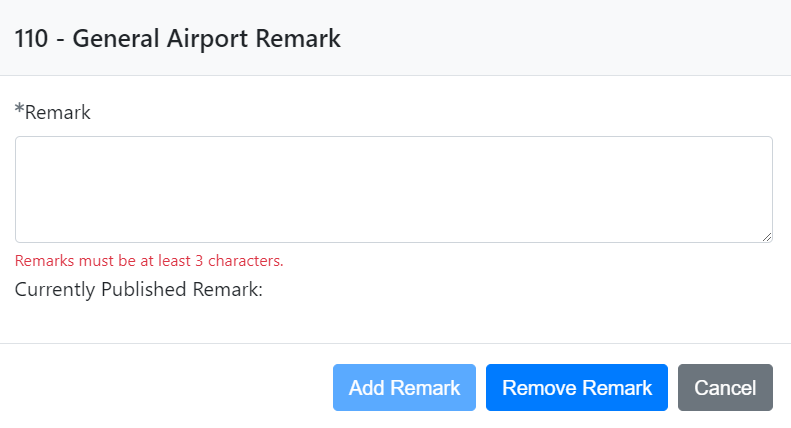 110 - General Airport Remark
*Remark
Remarks must be at least 3 characters.
Currently Published Remark:
Add Remark Remove Remark Cancel